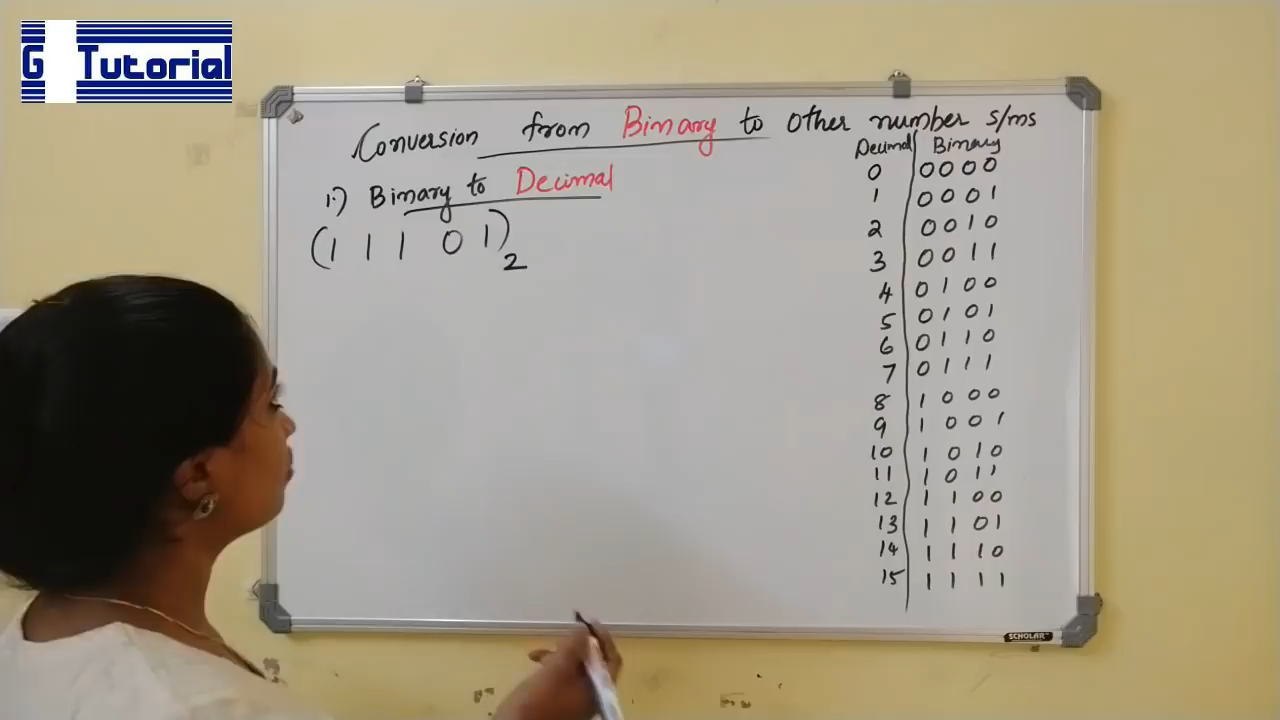 G Tutorial
Conversion from Binary to other number s/ms
1.) Binary to Decimal
(1 1 1 0 1)2
Decimal Binary
0 0000
1 0001
2 0010
3 0011
4 0100
5 0101
6 0110
7 0111
8 1000
9 1001
10 1010
11 1011
12 1100
13 1101
14 1110
15 1111
SCHOLAR